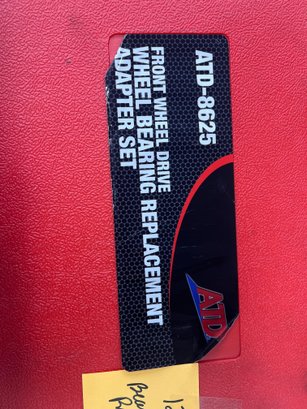 ATD-8625
FRONT WHEEL DRIVE
WHEEL BEARING REPLACEMENT
ADAPTER SET
ATD